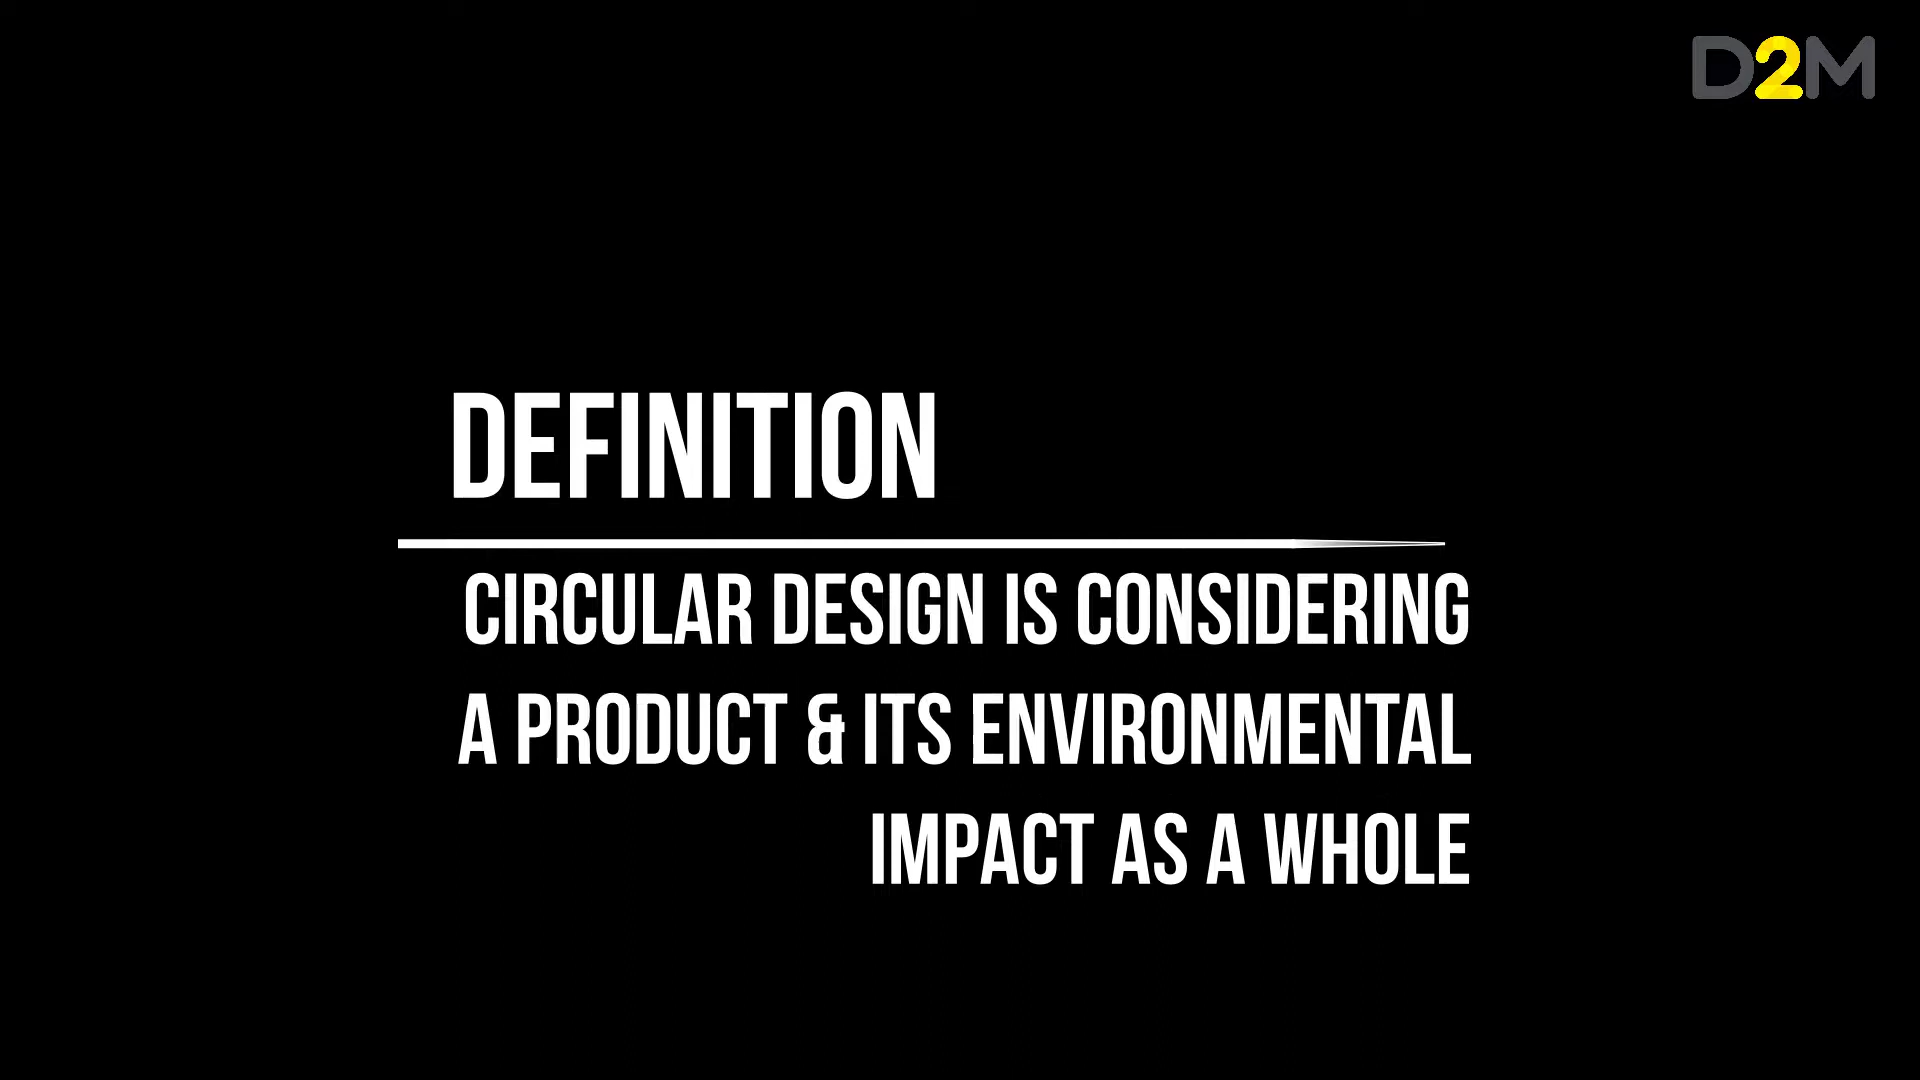 D2M
DEFINITION
CIRCULAR DESIGN IS CONSIDERING
A PRODUCT & ITS ENVIRONMENTAL
IMPACT AS A WHOLE